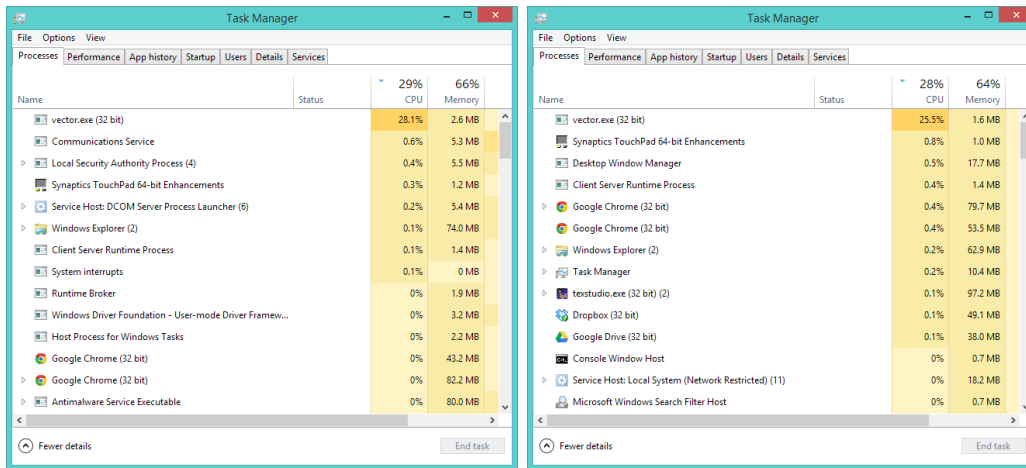 Task Manager
File Options View
Processes Performance App history Startup Users Details Services
29% 66%
Name Status CPU Memory
vector.exe (32 bit) 28.1% 2.6 MB
Communications Service 0.6% 5.3 MB
Local Security Authority Process (4) 0.4% 5.5 MB
Synaptics TouchPad 64-bit Enhancements 0.3% 1.2 MB
Service Host: DCOM Server Process Launcher (6) 0.2% 5.4 MB
Windows Explorer (2) 0.1% 74.0 MB
Client Server Runtime Process 0.1% 1.4 MB
System interrupts 0.1% 0 MB
Runtime Broker 0% 1.9 MB
Windows Driver Foundation - User-mode Driver Framew... 0% 3.2 MB
Host Process for Windows Tasks 0% 2.2 MB
Google Chrome (32 bit) 0% 43.2 MB
Google Chrome (32 bit) 0% 82.2 MB
Antimalware Service Executable 0% 80.0 MB
Fewer details End task
Task Manager
File Options View
Processes Performance App history Startup Users Details Services
28% 64%
Name Status CPU Memory
vector.exe (32 bit) 25.5% 1.6 MB
Synaptics TouchPad 64-bit Enhancements 0.8% 1.0 MB
Desktop Window Manager 0.5% 17.7 MB
Client Server Runtime Process 0.4% 1.4 MB
Google Chrome (32 bit) 0.4% 79.7 MB
Google Chrome (32 bit) 0.4% 53.5 MB
Windows Explorer (2) 0.2% 62.9 MB
Task Manager 0.2% 10.4 MB
texstudio.exe (32 bit) (2) 0.1% 97.2 MB
Dropbox (32 bit) 0.1% 49.1 MB
Google Drive (32 bit) 0.1% 38.0 MB
Console Window Host 0% 0.7 MB
Service Host: Local System (Network Restricted) (11) 0% 18.2 MB
Microsoft Windows Search Filter Host 0% 0.7 MB
Fewer details End task